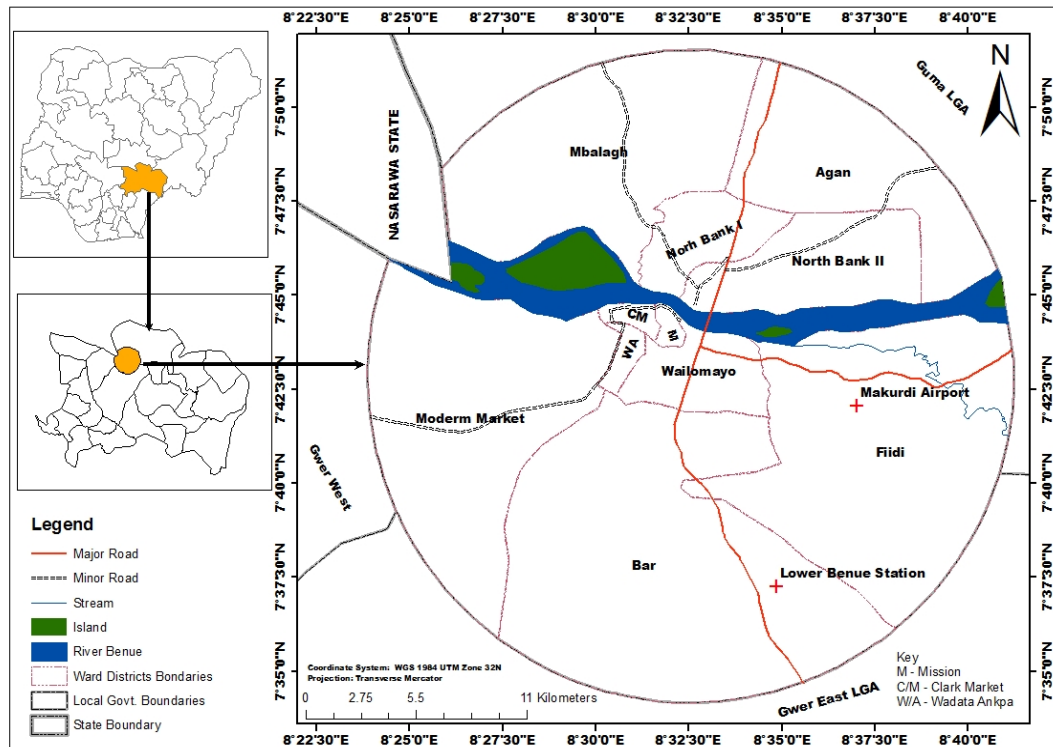 8°22'30"E 8°25'0"E 8°27'30"E 8°30'0"E 8°32'30"E 8°35'0"E 8°37'30"E 8°40'0"E
N
Guma LGA
7°50'0"N
7°47'30"N
7°45'0"N
7°42'30"N
7°40'0"N
7°37'30"N
7°35'0"N
7°50'0"N
7°47'30"N
7°45'0"N
7°42'30"N
7°40'0"N
7°37'30"N
7°35'0"N
NASARAWA STATE
Mbalagh
Agan
Norh Bank I
North Bank II
CM
M
WA
Wailomayo
Makurdi Airport
Moderm Market
Fiidi
Gwer West
Bar
Lower Benue Station
Gwer East LGA
Legend
Major Road
Minor Road
Stream
Island
River Benue
Ward Districts Bondaries
Local Govt. Boundaries
State Boundary
Coordinate System: WGS 1984 UTM Zone 32N
Projection: Transverse Mercator
0 2.75 5.5 11 Kilometers
Key
M - Mission
C/M - Clark Market
W/A - Wadata Ankpa
8°22'30"E 8°25'0"E 8°27'30"E 8°30'0"E 8°32'30"E 8°35'0"E 8°37'30"E 8°40'0"E